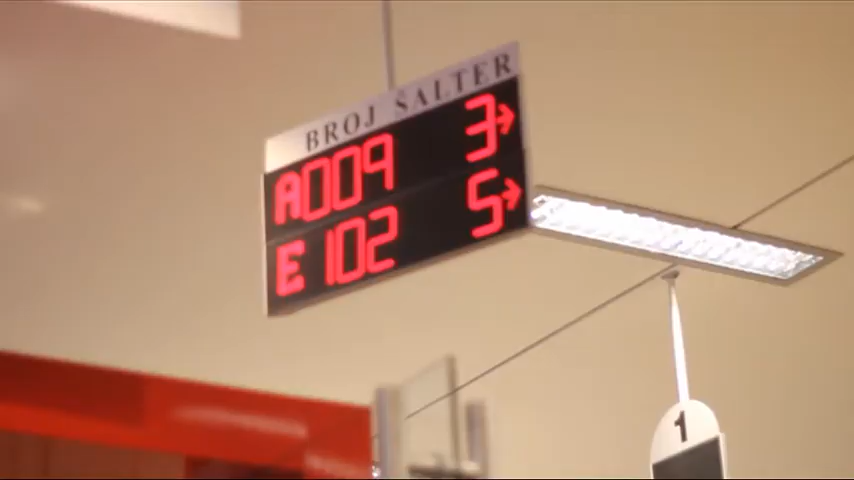 BROJ ŠALTER
A009 3→
E102 5→
1